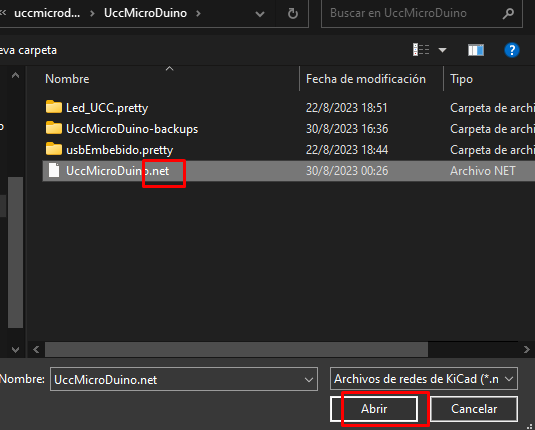 uccmicrod... UccMicroDuino
Buscar en UccMicroDuino
eva carpeta
Nombre Fecha de modificación Tipo
Led_UCC.pretty 22/8/2023 18:51 Carpeta de archi
UccMicroDuino-backups 30/8/2023 16:36 Carpeta de archi
usbEmbebido.pretty 22/8/2023 18:44 Carpeta de archi
UccMicroDuino.net 30/8/2023 00:26 Archivo NET
Nombre: UccMicroDuino.net Archivos de redes de KiCad (*.n
Abrir Cancelar